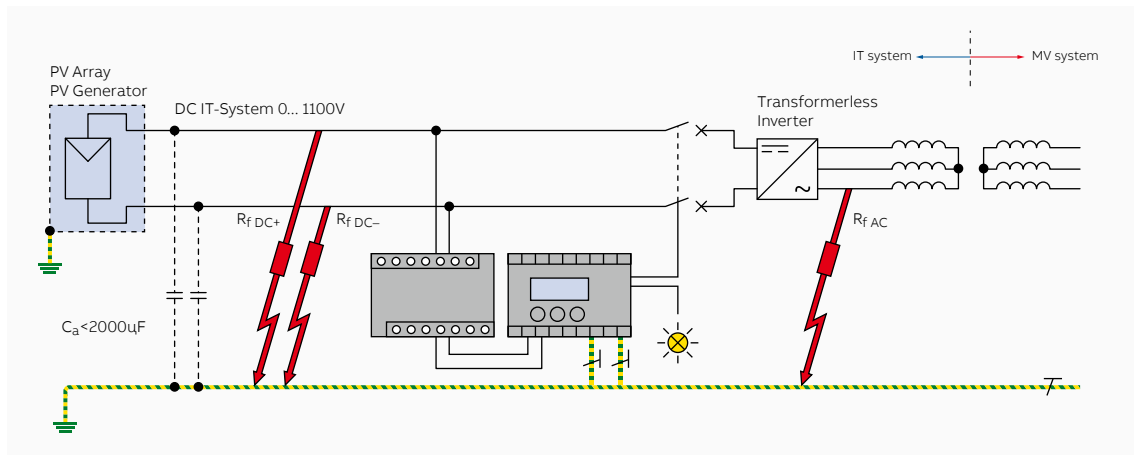 IT system
MV system
PV Array
PV Generator
DC IT-System 0... 1100V
Transformerless
Inverter
Rf DC+
Rf DC–
Rf AC
Ca<2000цF